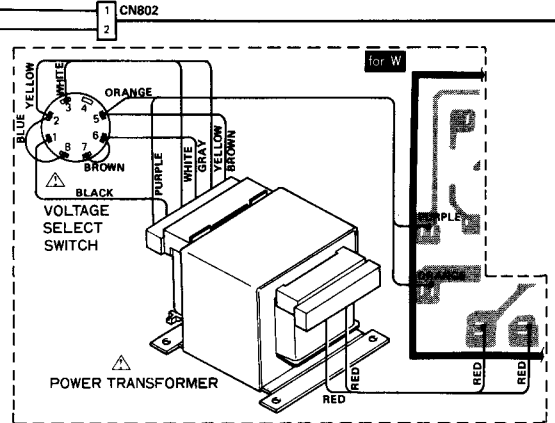 1 CN802
2
for W
YELLOW
WHITE
ORANGE
3
4
2
5
BLUE
1
6
8
7
BROWN
BLACK
PURPLE
WHITE
GRAY
YELLOW
BROWN
VOLTAGE
SELECT
SWITCH
PURPLE
ORANGE
POWER TRANSFORMER
RED
RED
RED
RED